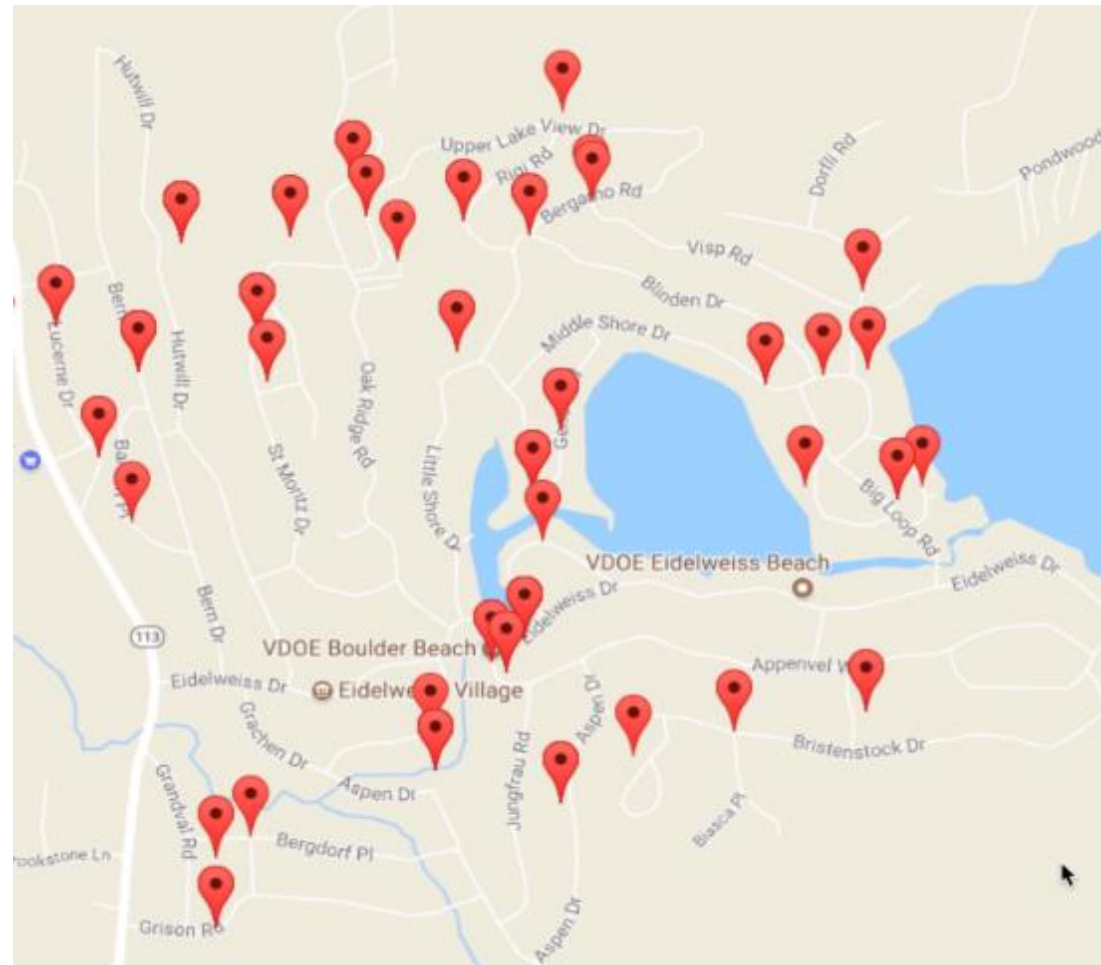 Hutwill Dr
Upper Lake View Dr
Rigi Rd
Bergamo Rd
Dorfli Rd
Pondwood
Visp Rd
Blinden Dr
Middle Shore Dr
Bern
Lucerne Dr
Hutwill Dr
Oak Ridge Rd
St Moritz Dr
Little Shore Dr
Big Loop Rd
VDOE Eidelweiss Beach
Eidelweiss Dr
Eidelweiss Dr
Bern Dr
113
VDOE Boulder Beach
Eidelweiss Dr
Village
Appenvel
Aspen Dr
Grachen Dr
Jungfrau Rd
Bristenstock Dr
Grandval Rd
Aspen Dr
Biasca Pl
Bergdorf Pl
ookstone Ln
Grison
Aspen Dr